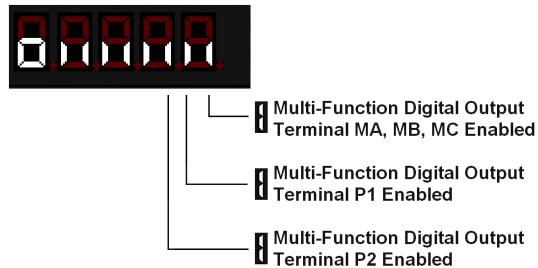 Multi-Function Digital Output
Terminal MA, MB, MC Enabled
Multi-Function Digital Output
Terminal P1 Enabled
Multi-Function Digital Output
Terminal P2 Enabled